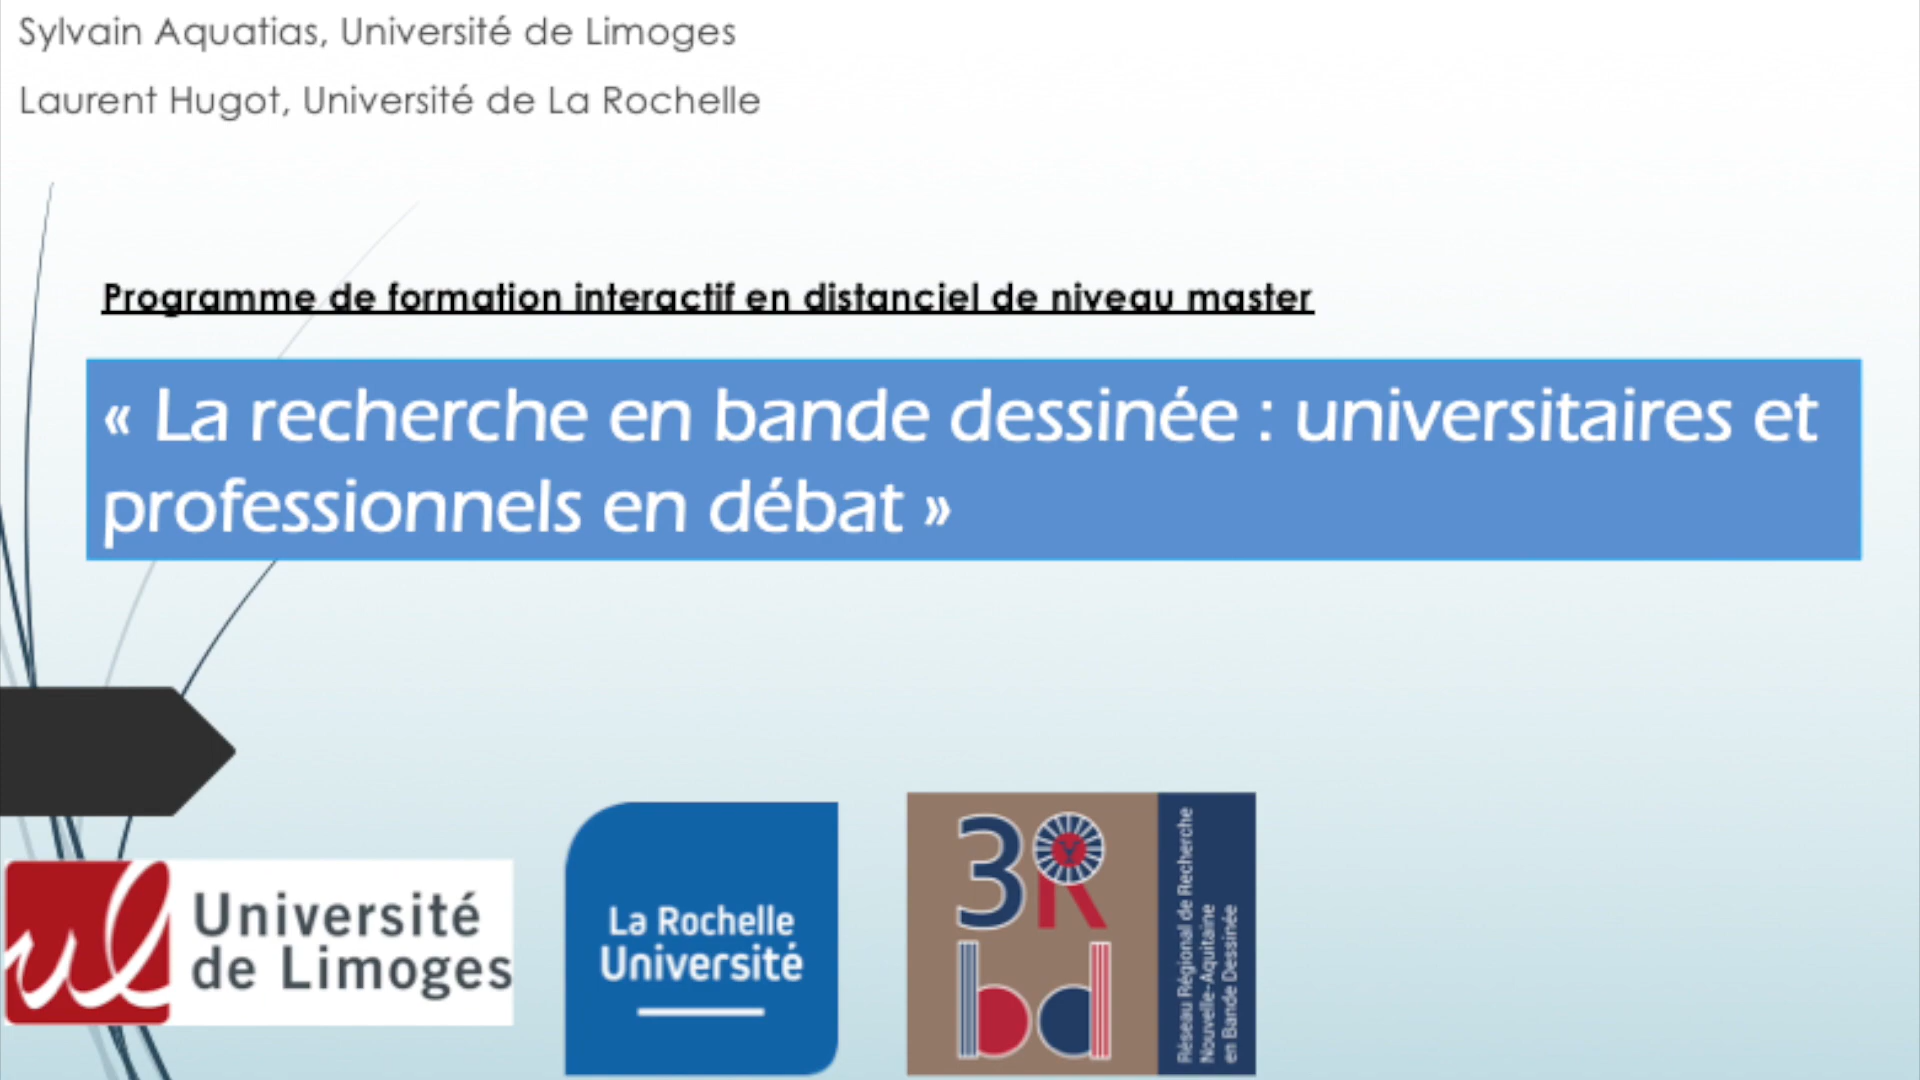 Sylvain Aquatias, Université de Limoges
Laurent Hugot, Université de La Rochelle
Programme de formation interactif en distanciel de niveau master
« La recherche en bande dessinée : universitaires et
professionnels en débat »
ul
Université
de Limoges
La Rochelle
Université
3R
bd
Réseau Régional de Recherche
Nouvelle-Aquitaine
en Bande Dessinée